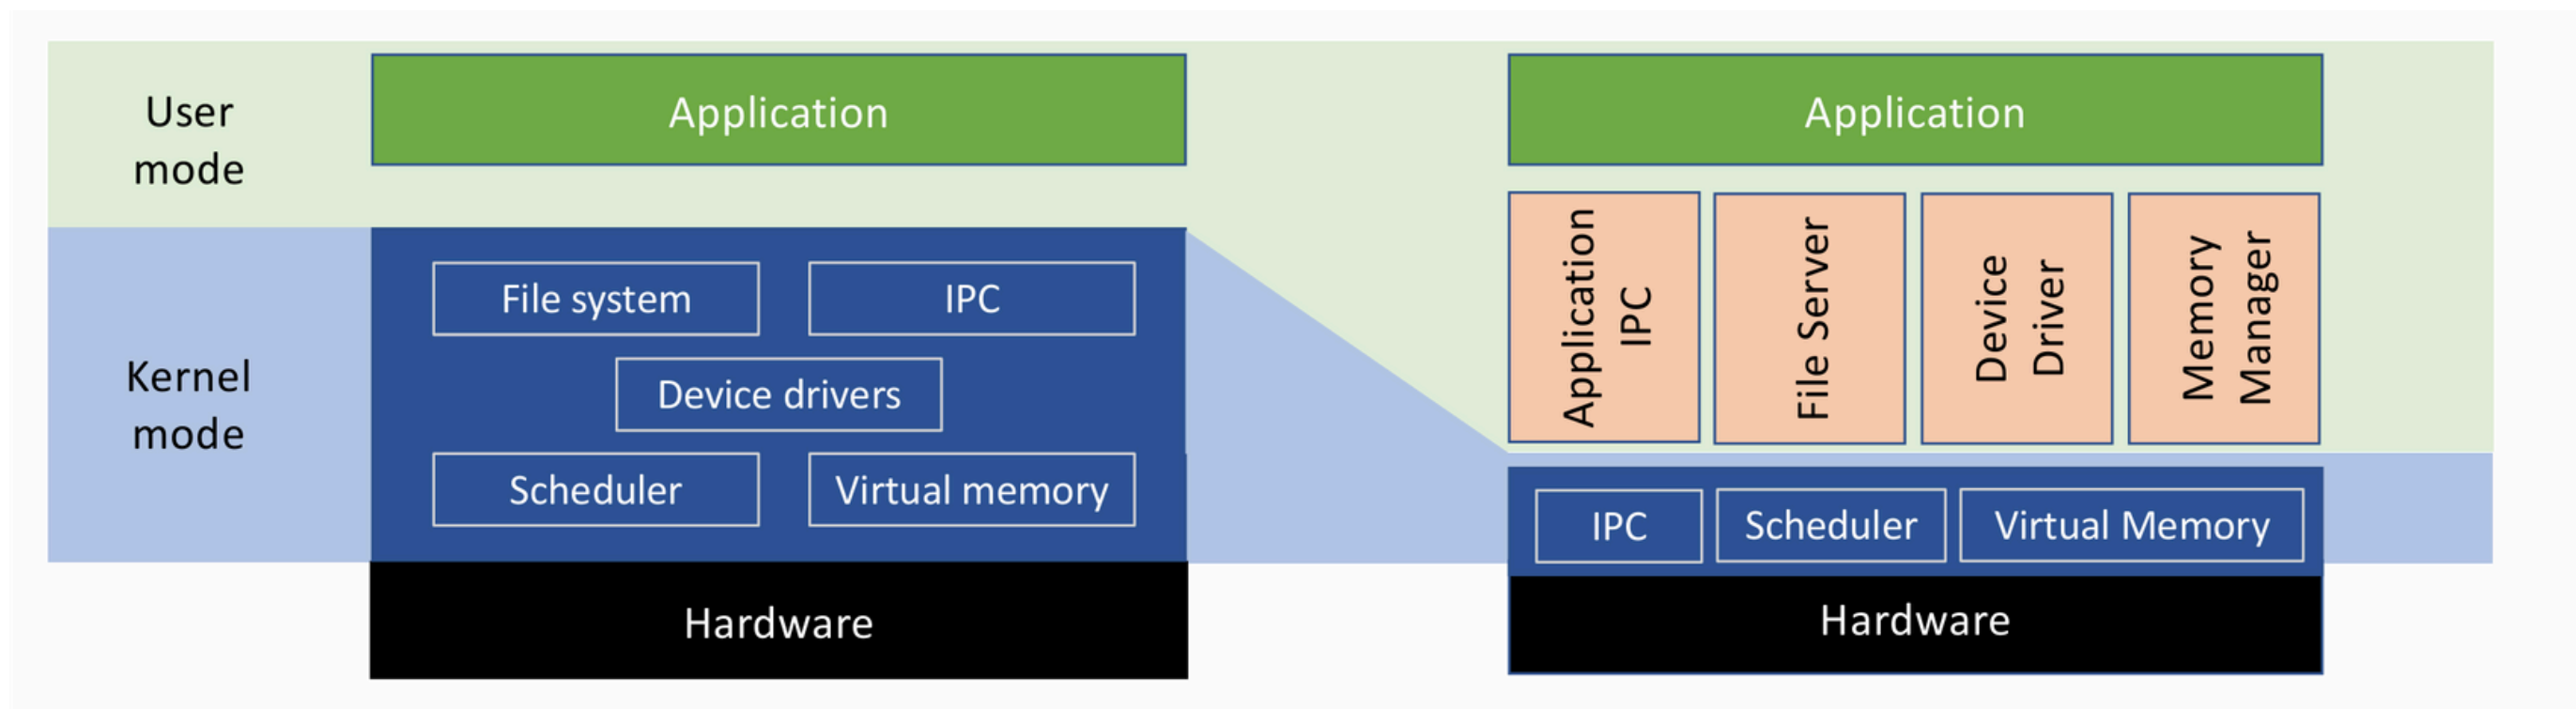 User
mode
Kernel
mode
Application
File system
IPC
Device drivers
Scheduler
Virtual memory
Hardware
Application
Application
IPC
File Server
Device
Driver
Memory
Manager
IPC
Scheduler
Virtual Memory
Hardware